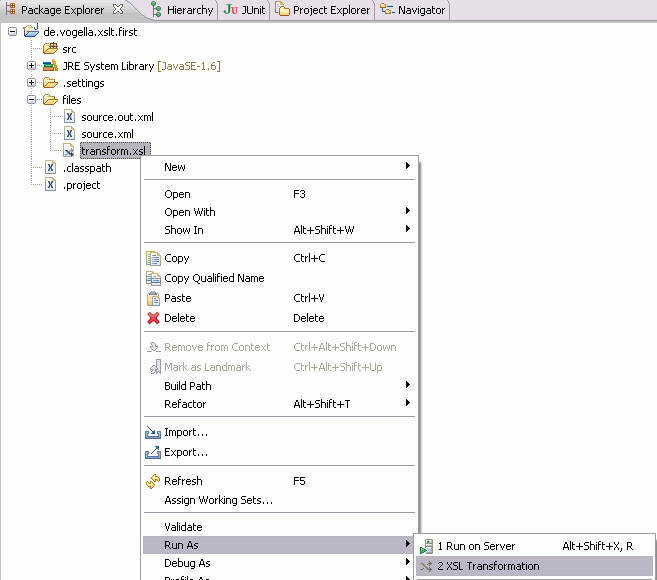 Package Explorer Hierarchy JUnit Project Explorer Navigator
de.vogella.xslt.first
src
JRE System Library [JavaSE-1.6]
.settings
files
source.out.xml
source.xml
transform.xsl
.classpath
.project
New
Open F3
Open With
Show In Alt+Shift+W
Copy Ctrl+C
Copy Qualified Name
Paste Ctrl+V
Delete Delete
Remove from Context Ctrl+Alt+Shift+Down
Mark as Landmark Ctrl+Alt+Shift+Up
Build Path
Refactor Alt+Shift+T
Import...
Export...
Refresh F5
Assign Working Sets...
Validate
Run As
1 Run on Server Alt+Shift+X, R
2 XSL Transformation
Debug As
Profile As